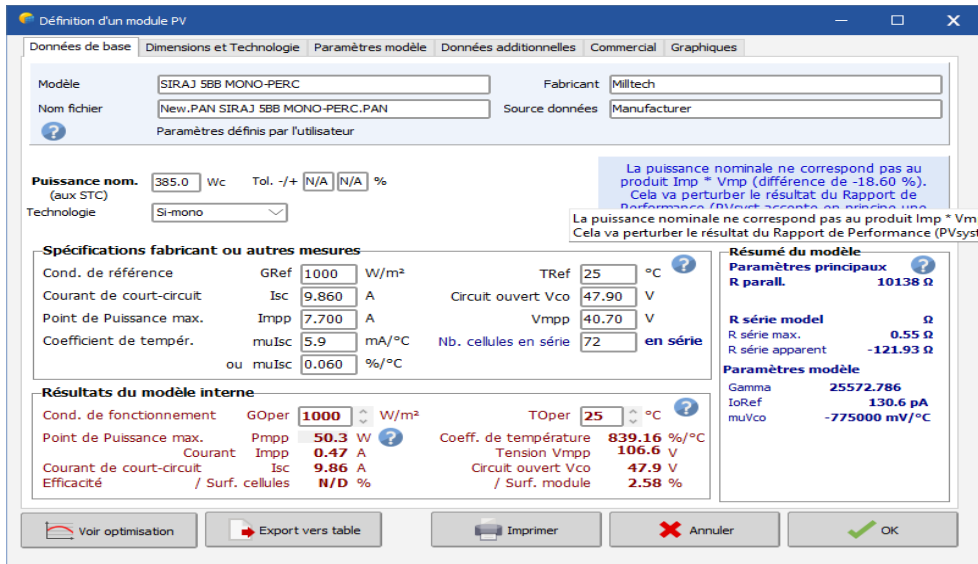 Définition d'un module PV
Données de base Dimensions et Technologie Paramètres modèle Données additionnelles Commercial Graphiques
Modèle SIRAJ 5BB MONO-PERC Fabricant Milltech
Nom fichier New.PAN SIRAJ 5BB MONO-PERC.PAN Source données Manufacturer
? Paramètres définis par l'utilisateur
Puissance nom. 385.0 Wc Tol. -/+ N/A N/A %
(aux STC)
Technologie Si-mono
La puissance nominale ne correspond pas au
produit Imp * Vmp (différence de -18.60 %).
Cela va perturber le résultat du Rapport de
Performance (PVsyst accepte en principe une
La puissance nominale ne correspond pas au produit Imp * Vm
Cela va perturber le résultat du Rapport de Performance (PVsyst
Spécifications fabricant ou autres mesures
Cond. de référence GRef 1000 W/m² TRef 25 °C ?
Courant de court-circuit Isc 9.860 A Circuit ouvert Vco 47.90 V
Point de Puissance max. Impp 7.700 A Vmpp 40.70 V
Coefficient de tempér. muIsc 5.9 mA/°C Nb. cellules en série 72 en série
ou muIsc 0.060 %/°C
Résultats du modèle interne
Cond. de fonctionnement GOper 1000 W/m² TOper 25 °C ?
Point de Puissance max. Pmpp 50.3 W ? Coeff. de température 839.16 %/°C
Courant Impp 0.47 A Tension Vmpp 106.6 V
Courant de court-circuit Isc 9.86 A Circuit ouvert Vco 47.9 V
Efficacité / Surf. cellules N/D % / Surf. module 2.58 %
Résumé du modèle
Paramètres principaux ?
R parall. 10138 Ω
R série model Ω
R série max. 0.55 Ω
R série apparent -121.93 Ω
Paramètres modèle
Gamma 25572.786
IoRef 130.6 pA
muVco -775000 mV/°C
Voir optimisation Export vers table Imprimer Annuler OK